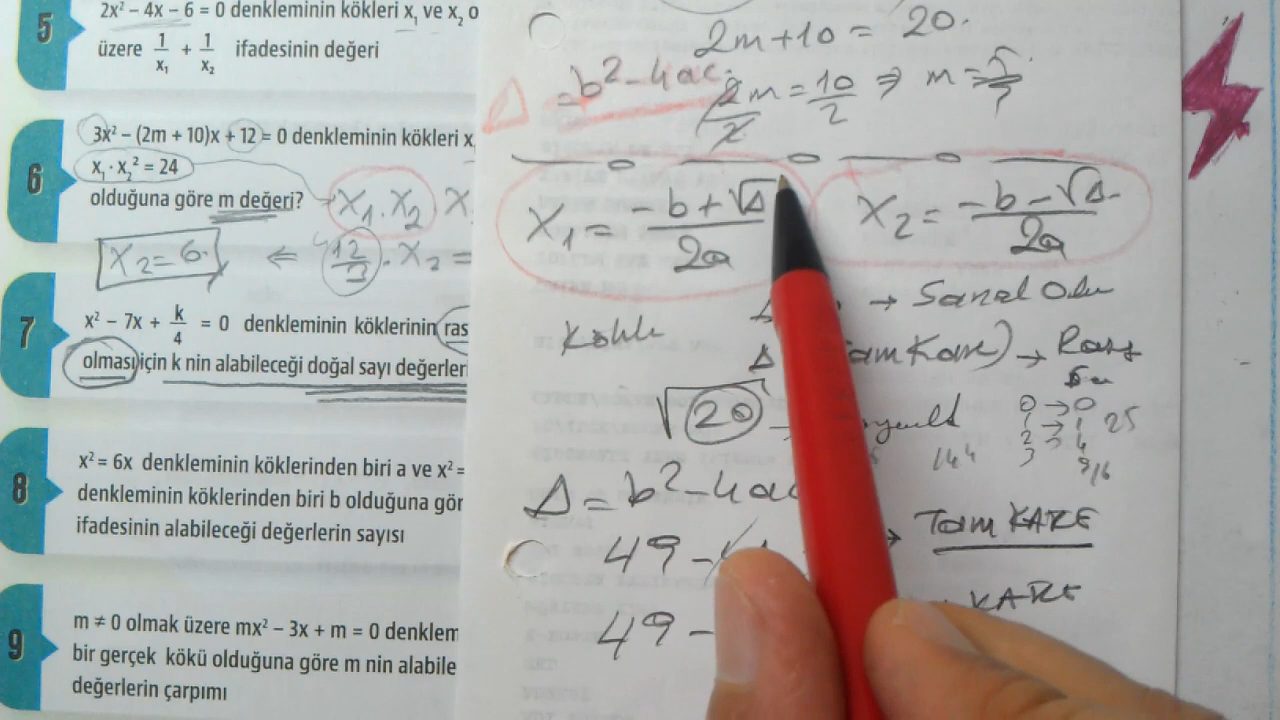 5
2x² – 4x – 6 = 0 denkleminin kökleri x₁ ve x₂ o
üzere 1/x₁ + 1/x₂ ifadesinin değeri
6
3x² – (2m + 10)x + 12 = 0 denkleminin kökleri x
x₁ · x₂² = 24
olduğuna göre m değeri?
x₁ . x₂ x
x₂ = 6 ⇐ 12/3 . x₂ =
7
x² – 7x + k/4 = 0 denkleminin köklerinin ras
olması için k nin alabileceği doğal sayı değerler
8
x² = 6x denkleminin köklerinden biri a ve x² =
denkleminin köklerinden biri b olduğuna gör
ifadesinin alabileceği değerlerin sayısı
9
m ≠ 0 olmak üzere mx² – 3x + m = 0 denklem
bir gerçek kökü olduğuna göre m nin alabile
değerlerin çarpımı
2m + 10 = 20
Δ = b² – 4ac
2m/2 = 10/2 ⇒ m =
x₁ = –b + √Δ / 2a
x₂ = –b – √Δ / 2a
→ Sanal
Δ Tam Kare) →
√20
0 → 0
1 → 1 25
2 → 4
3 9 16
144
Δ = b² – 4ac
49 –
→ Tam KARE
49 –
KARE